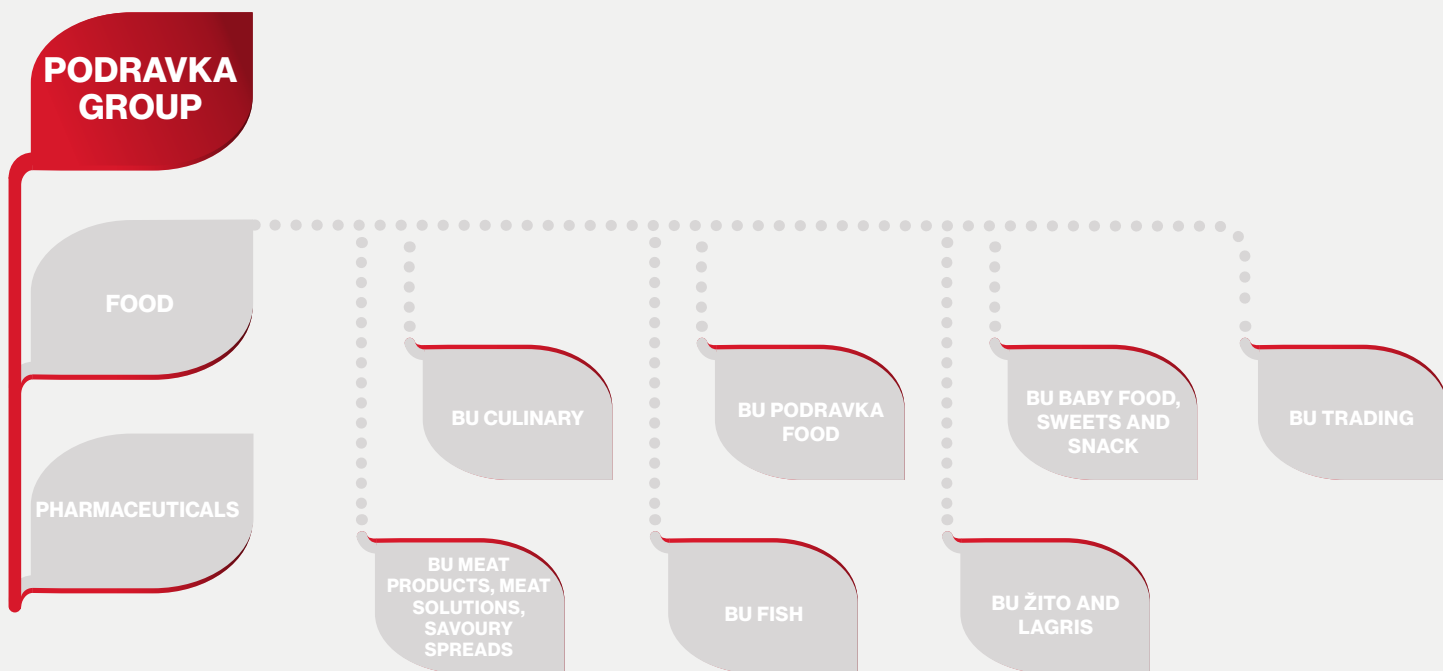 PODRAVKA
GROUP
FOOD
PHARMACEUTICALS
BU CULINARY
BU PODRAVKA
FOOD
BU BABY FOOD,
SWEETS AND
SNACK
BU TRADING
BU MEAT
PRODUCTS, MEAT
SOLUTIONS,
SAVOURY
SPREADS
BU FISH
BU ŽITO AND
LAGRIS